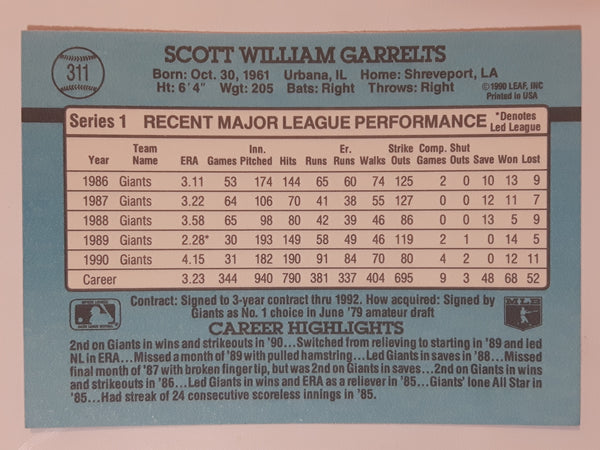 311
SCOTT WILLIAM GARRELTS
Born: Oct. 30, 1961 Urbana, IL Home: Shreveport, LA
Ht: 6'4" Wgt: 205 Bats: Right Throws: Right
©1990 LEAF, INC
Printed in USA
Series 1 RECENT MAJOR LEAGUE PERFORMANCE *Denotes Led League
Year Team Name ERA Games Inn. Pitched Hits Runs Er. Runs Walks Strike Outs Comp. Games Shut Outs Save Won Lost
1986 Giants 3.11 53 174 144 65 60 74 125 2 0 10 13 9
1987 Giants 3.22 64 106 70 41 38 55 127 0 0 12 11 7
1988 Giants 3.58 65 98 80 42 39 46 86 0 0 13 5 9
1989 Giants 2.28* 30 193 149 58 49 46 119 2 1 0 14 5
1990 Giants 4.15 31 182 190 91 84 70 80 4 2 0 12 11
Career 3.23 344 940 790 381 337 404 695 9 3 48 68 52
Contract: Signed to 3-year contract thru 1992. How acquired: Signed by
Giants as No. 1 choice in June '79 amateur draft
MLB
CAREER HIGHLIGHTS
2nd on Giants in wins and strikeouts in '90...Switched from relieving to starting in '89 and led
NL in ERA...Missed a month of '89 with pulled hamstring...Led Giants in saves in '88...Missed
final month of '87 with broken finger tip, but was 2nd on Giants in saves...2nd on Giants in wins
and strikeouts in '86...Led Giants in wins and ERA as a reliever in '85...Giants' lone All Star in
'85...Had streak of 24 consecutive scoreless innings in '85.